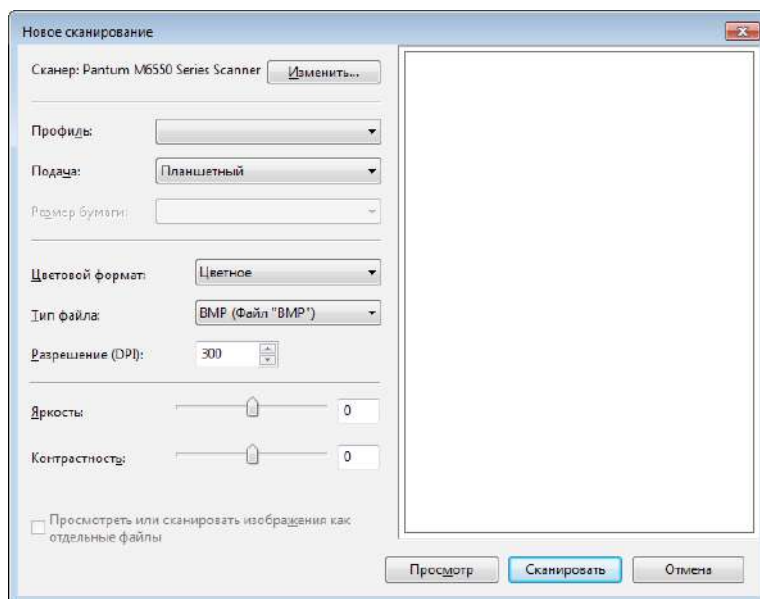 Новое сканирование
Сканер: Pantum M6550 Series Scanner Изменить...
Профиль:
Подача: Планшетный
Размер бумаги:
Цветовой формат: Цветное
Тип файла: BMP (Файл "BMP")
Разрешение (DPI): 300
Яркость: 0
Контрастность: 0
Просмотреть или сканировать изображения как
отдельные файлы
Просмотр Сканировать Отмена